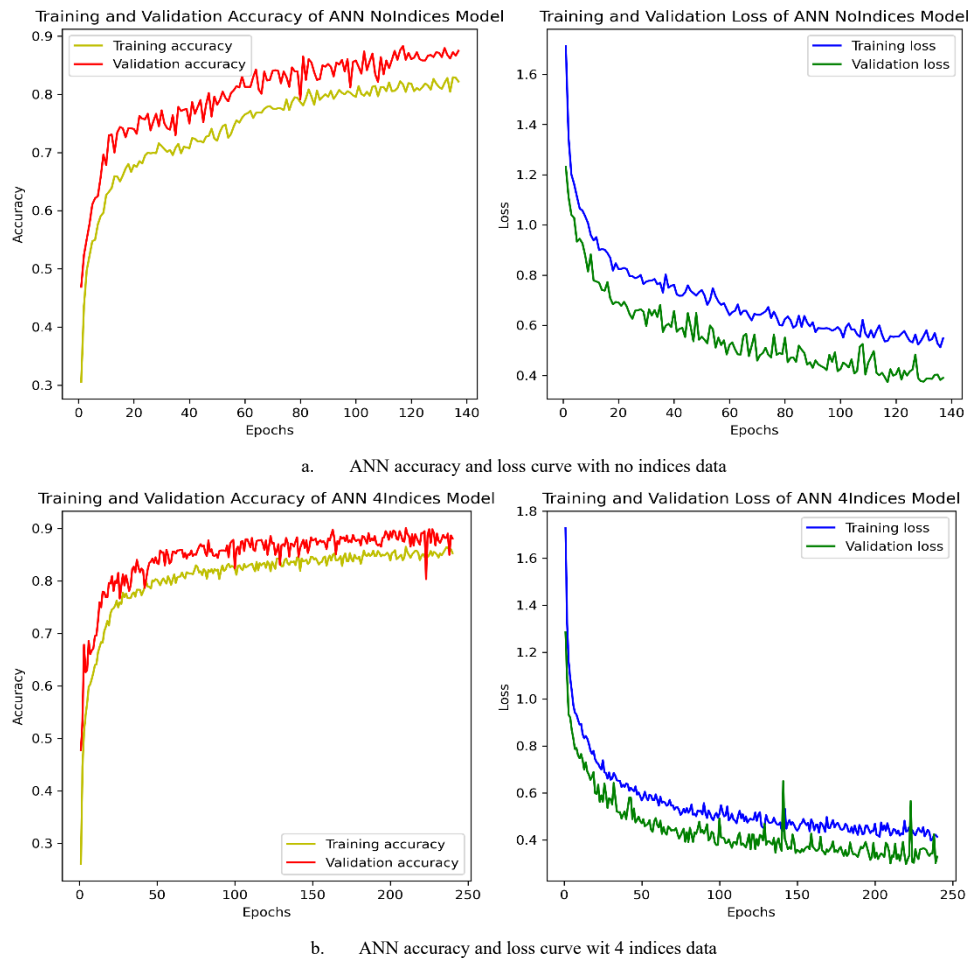 Training and Validation Accuracy of ANN NoIndices Model
0.9
0.8
0.7
0.6
0.5
0.4
0.3
Accuracy
Training accuracy
Validation accuracy
0 20 40 60 80 100 120 140
Epochs
Training and Validation Loss of ANN NoIndices Model
1.6
1.4
1.2
1.0
0.8
0.6
0.4
Loss
Training loss
Validation loss
0 20 40 60 80 100 120 140
Epochs
a. ANN accuracy and loss curve with no indices data
Training and Validation Accuracy of ANN 4Indices Model
0.9
0.8
0.7
0.6
0.5
0.4
0.3
Accuracy
Training accuracy
Validation accuracy
0 50 100 150 200 250
Epochs
Training and Validation Loss of ANN 4Indices Model
1.8
1.6
1.4
1.2
1.0
0.8
0.6
0.4
Loss
Training loss
Validation loss
0 50 100 150 200 250
Epochs
b. ANN accuracy and loss curve wit 4 indices data